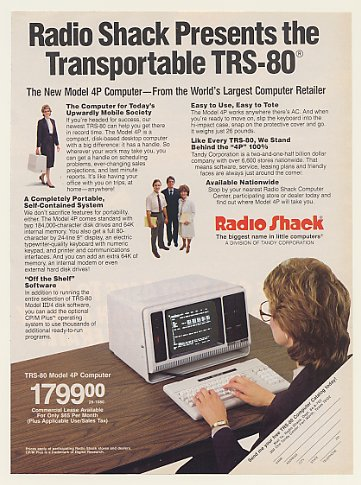 Radio Shack Presents the
Transportable TRS-80®
The New Model 4P Computer—From the World's Largest Computer Retailer
The Computer for Today's
Upwardly Mobile Society
If you're headed for success, our
newest TRS-80 can help you get there
in record time. The Model 4P is a
compact, disk-based desktop computer
with a big difference: it has a handle. So
wherever your work may take you, you
can get a handle on scheduling
problems, ever-changing sales
projections, and last minute
reports. It's like having your
office with you on trips, at
home—anywhere!
A Completely Portable,
Self-Contained System
We don't sacrifice features for portability,
either. The Model 4P comes standard with
two 184,000-character disk drives and 64K
internal memory. You also get a full 80-
character by 24-line 9" display, an electric
typewriter-quality keyboard with numeric
keypad, and printer and communications
interfaces. And you can add an extra 64K of
memory, an internal modem or even
external hard disk drives!
"Off the Shelf"
Software
In addition to running the
entire selection of TRS-80
Model III/4 disk software,
you can add the optional
CP/M Plus™ operating
system to use thousands of
additional ready-to-run
programs.
Easy to Use, Easy to Tote
The Model 4P works anywhere there's AC. And when
you're ready to move on, slip the keyboard into the
hi-impact case, snap on the protective cover and go.
It weighs just 26 pounds.
Like Every TRS-80, We Stand
Behind the "4P" 100%
Tandy Corporation is a two-and-one-half billion dollar
company with over 6,600 stores nationwide. That
means software, service, leasing plans and friendly
faces are always just around the corner.
Available Nationwide
Stop by your nearest Radio Shack Computer
Center, participating store or dealer today and
find out where Model 4P will take you.
Radio Shack
The biggest name in little computers®
A DIVISION OF TANDY CORPORATION
TRS-80 Model 4P Computer
1799.00
Commercial Lease Available
For Only $65 Per Month
(Plus Applicable Use/Sales Tax)
Prices apply at participating Radio Shack stores and dealers.
CP/M Plus is a trademark of Digital Research.
Send me your free TRS-80 Computer Catalog today.